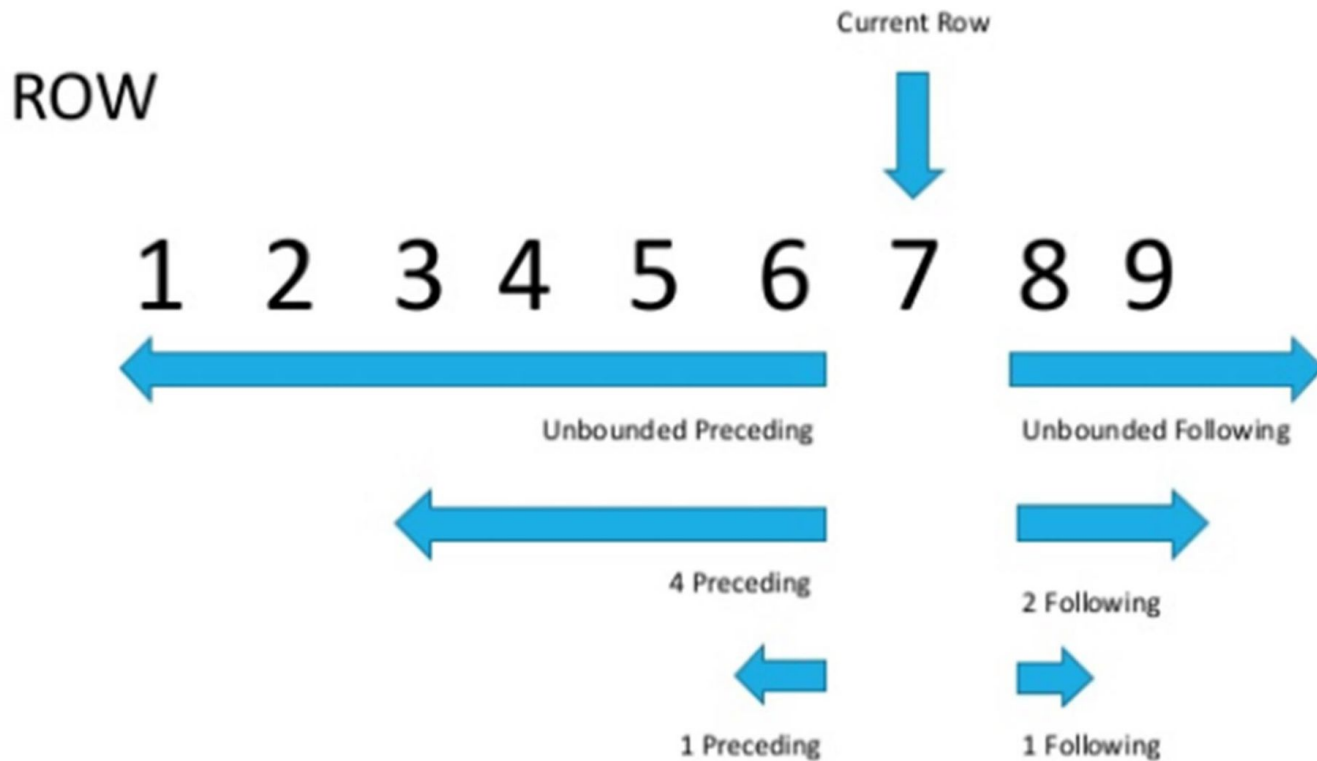 Current Row
ROW
1 2 3 4 5 6 7 8 9
Unbounded Preceding Unbounded Following
4 Preceding
2 Following
1 Preceding 1 Following